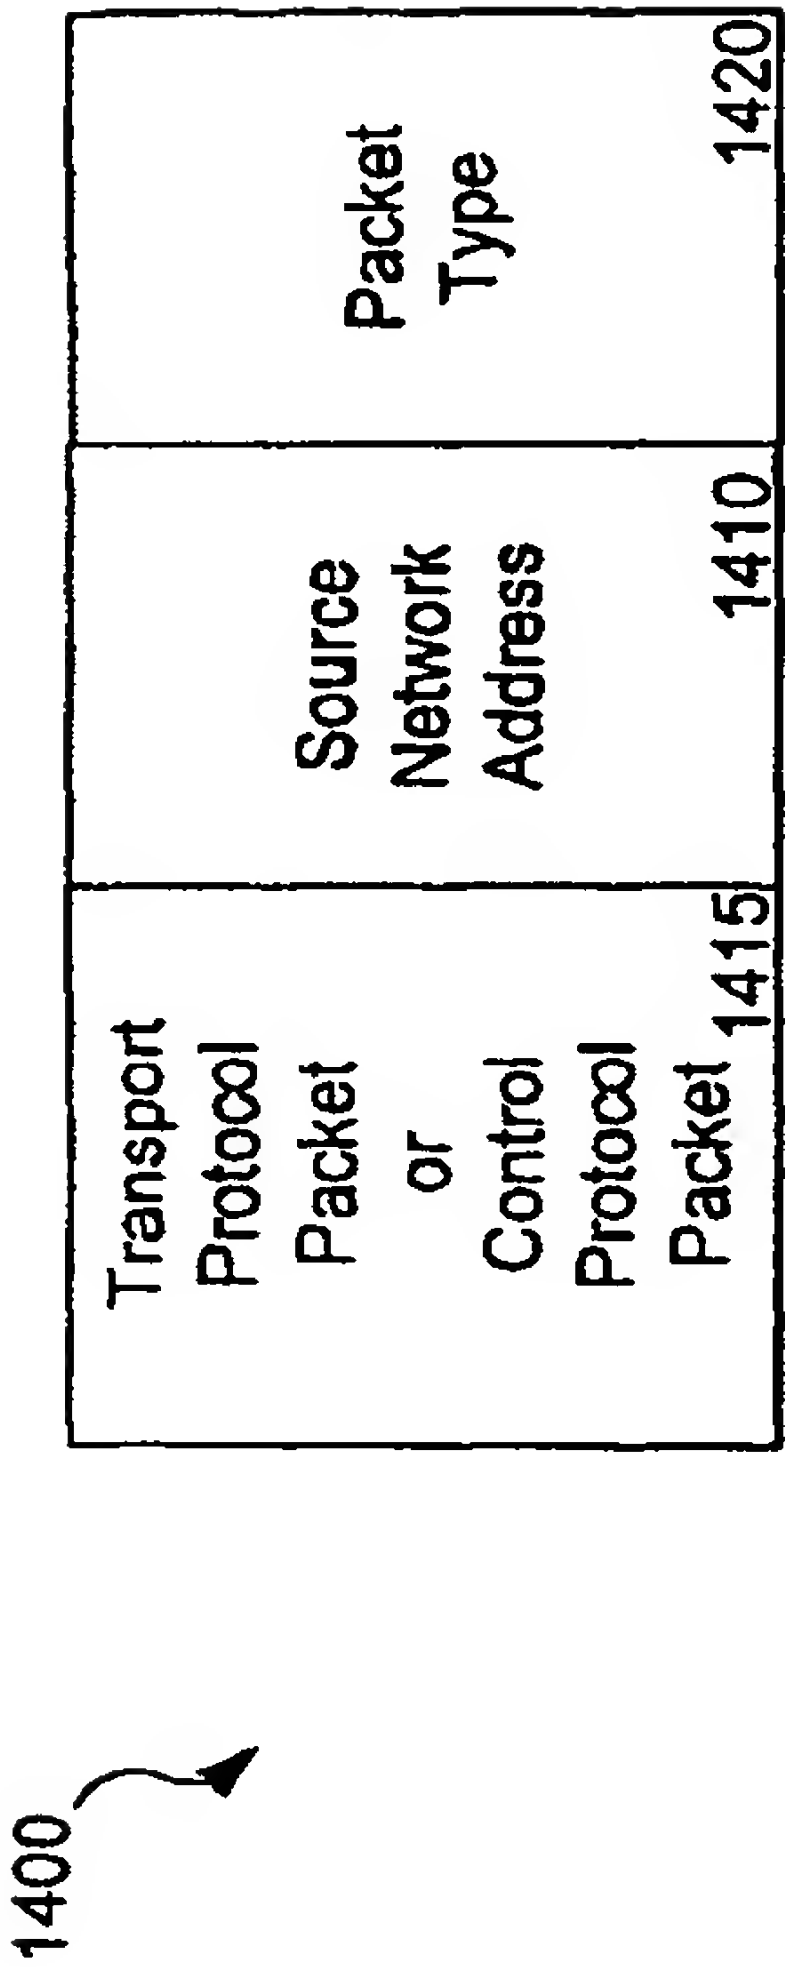 1400
Transport
Protocol
Packet
or
Control
Protocol
Packet
1415
Source
Network
Address
1410
Packet
Type
1420